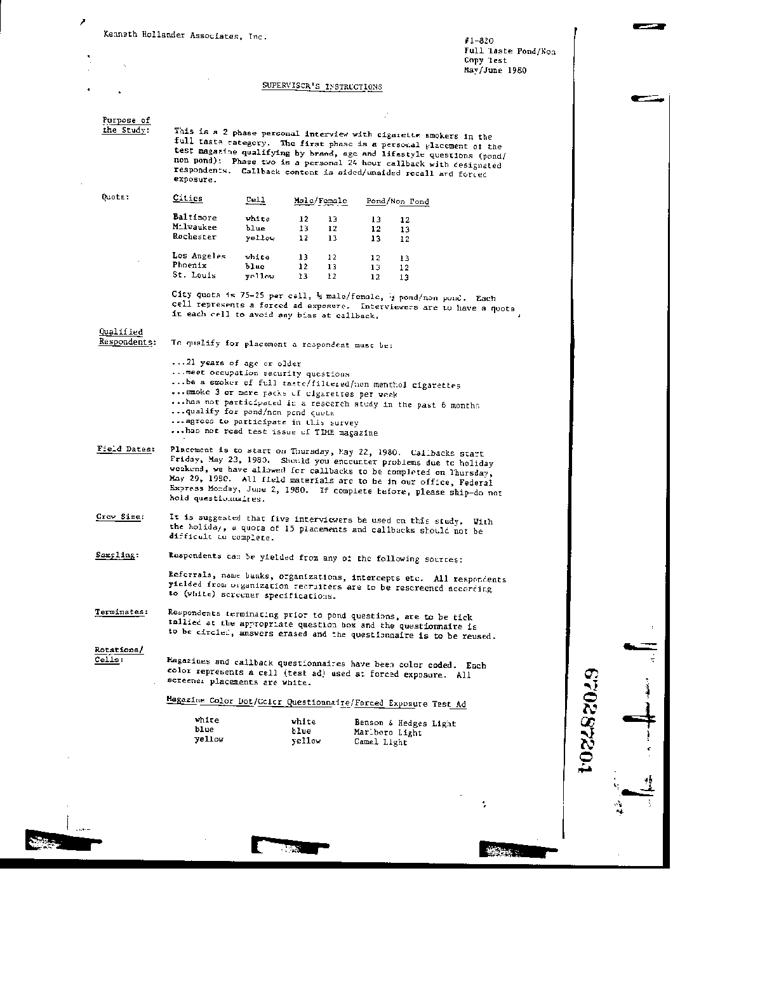 Kenneth Hollander Associates, Inc.
#1-820
Full Taste Pond/Non
Copy Test
May/June 1980
SUPERVISOR'S INSTRUCTIONS
Purpose of
the Study:
This is a 2 phase personal interview with cigarette smokers in the
full taste category. The first phase is a personal placement of the
test magazine qualifying by brand, age and lifestyle questions (pond/
non pond): Phase two is a personal 24 hour callback with designated
respondents. Callback content is aided/unaided recall and forced
exposure.
Quota: Cities Cell Male/Female Pond/Non Pond
Baltimore white 12 13 13 12
Milwaukee blue 13 12 12 13
Rochester yellow 12 13 13 12
Los Angeles white 13 12 12 13
Phoenix blue 12 13 13 12
St. Louis yellow 13 12 12 13
City quota is 75-25 per cell, ½ male/female, ½ pond/non pond. Each
cell represents a forced ad exposure. Interviewers are to have a quota
in each cell to avoid any bias at callback.
Qualified
Respondents: To qualify for placement a respondent must be:
...21 years of age or older
...meet occupation security questions
...be a smoker of full taste/filtered/non menthol cigarettes
...smoke 3 or more packs of cigarettes per week
...has not participated in a research study in the past 6 months
...qualify for pond/non pond quota
...agrees to participate in this survey
...has not read test issue of TIME magazine
Field Dates: Placement is to start on Thursday, May 22, 1980. Callbacks start
Friday, May 23, 1980. Should you encounter problems due to holiday
weekend, we have allowed for callbacks to be completed on Thursday,
May 29, 1980. All field materials are to be in our office, Federal
Express Monday, June 2, 1980. If complete before, please ship-do not
hold questionnaires.
Crew Size: It is suggested that five interviewers be used on this study. With
the holiday, a quota of 15 placements and callbacks should not be
difficult to complete.
Sampling: Respondents can be yielded from any of the following sources:
Referrals, name banks, organizations, intercepts etc. All respondents
yielded from organization recruiters are to be rescreened according
to (white) screener specifications.
Terminates: Respondents terminating prior to pond questions, are to be tick
tallied at the appropriate question box and the questionnaire is
to be circled, answers erased and the questionnaire is to be reused.
Rotations/
Cells: Magazines and callback questionnaires have been color coded. Each
color represents a cell (test ad) used at forced exposure. All
screener placements are white.
Magazine Color Dot/Color Questionnaire/Forced Exposure Test Ad
white white Benson & Hedges Light
blue blue Marlboro Light
yellow yellow Camel Light
670287204